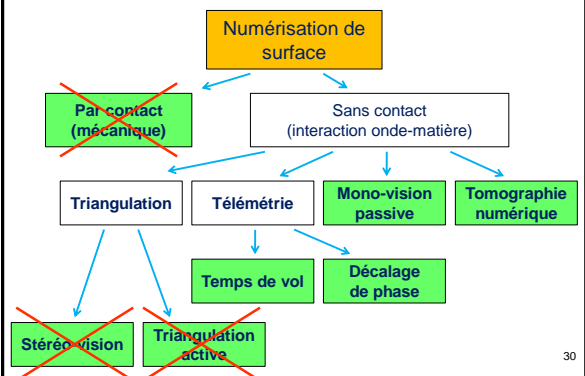 Numérisation de
surface
Par contact
(mécanique)
Sans contact
(interaction onde-matière)
Triangulation
Télémétrie
Mono-vision
passive
Tomographie
numérique
Temps de vol
Décalage
de phase
Stéréo-vision
Triangulation
active
30